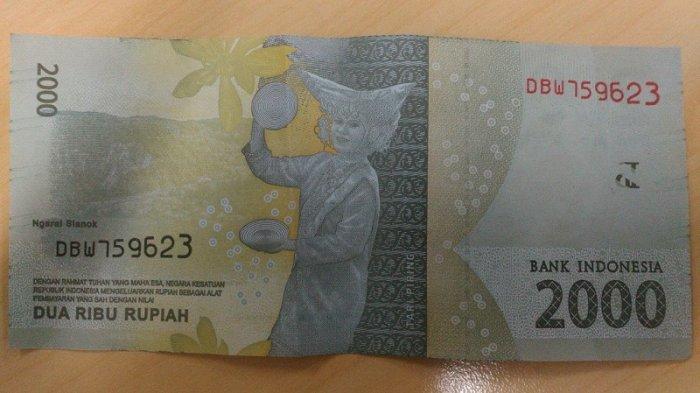 2000
Ngarai Sianok
DBW759623
DENGAN RAHMAT TUHAN YANG MAHA ESA, NEGARA KESATUAN
REPUBLIK INDONESIA MENGELUARKAN RUPIAH SEBAGAI ALAT
PEMBAYARAN YANG SAH DENGAN NILAI
DUA RIBU RUPIAH
TARI PIRING
DBW759623
BANK INDONESIA
2000